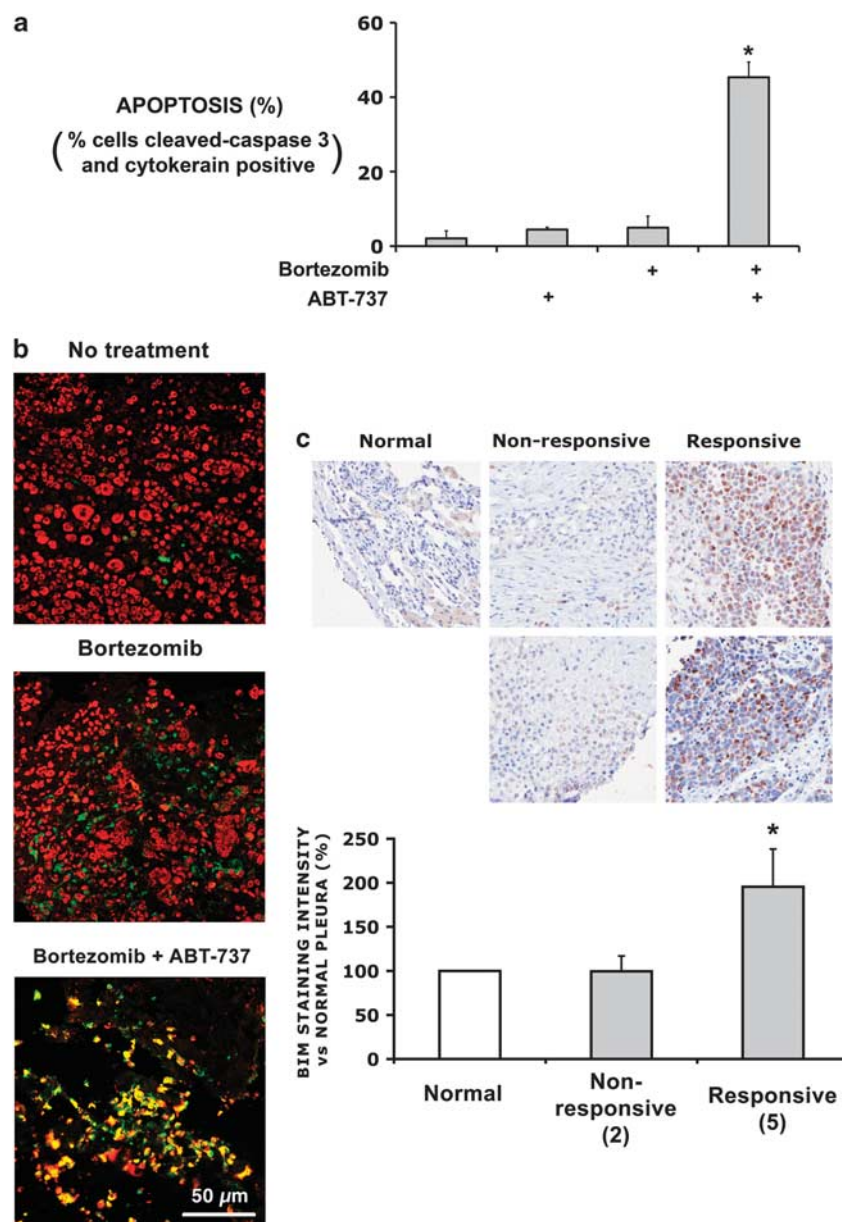 a
APOPTOSIS (%)
(% cells cleaved-caspase 3
and cytokerain positive)
60
40
20
0
*
Bortezomib + +
ABT-737 + +
b
No treatment
Bortezomib
Bortezomib + ABT-737
50 µm
c
Normal Non-responsive Responsive
BIM STAINING INTENSITY
vs NORMAL PLEURA (%)
250
200
150
100
50
0
*
Normal
Non-
responsive
(2)
Responsive
(5)